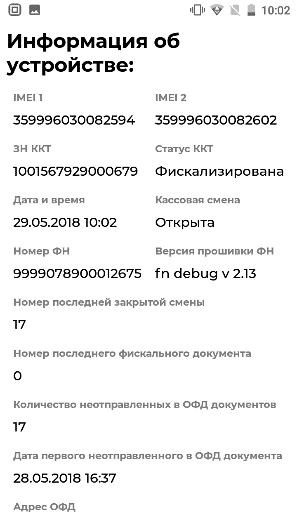 10:02
Информация об
устройстве:
IMEI 1 IMEI 2
359996030082594 359996030082602
ЗН ККТ Статус ККТ
1001567929000679 Фискализирована
Дата и время Кассовая смена
29.05.2018 10:02 Открыта
Номер ФН Версия прошивки ФН
9999078900012675 fn debug v 2.13
Номер последней закрытой смены
17
Номер последнего фискального документа
0
Количество неотправленных в ОФД документов
17
Дата первого неотправленного в ОФД документа
28.05.2018 16:37
Адрес ОФД